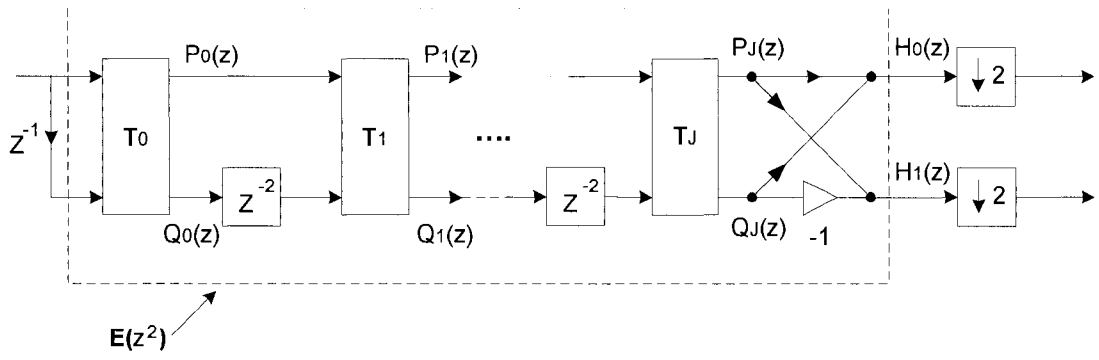 P0(z)
P1(z)
PJ(z)
H0(z)
↓ 2
Z-1
T0
T1
....
TJ
Z-2
Z-2
H1(z)
↓ 2
Q0(z)
Q1(z)
QJ(z)
-1
E(z2)